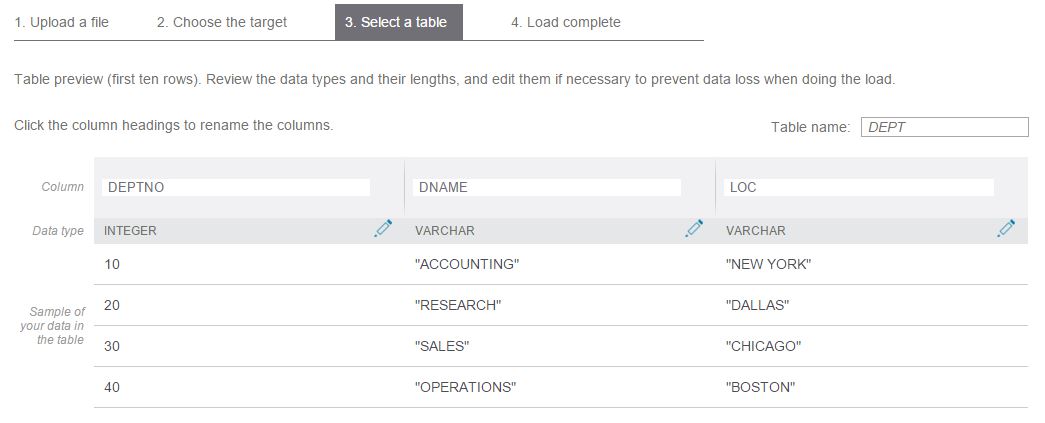 1. Upload a file 2. Choose the target 3. Select a table 4. Load complete
Table preview (first ten rows). Review the data types and their lengths, and edit them if necessary to prevent data loss when doing the load.
Click the column headings to rename the columns. Table name: DEPT
Column DEPTNO DNAME LOC
Data type INTEGER VARCHAR VARCHAR
10 "ACCOUNTING" "NEW YORK"
20 "RESEARCH" "DALLAS"
Sample of
your data in
the table
30 "SALES" "CHICAGO"
40 "OPERATIONS" "BOSTON"